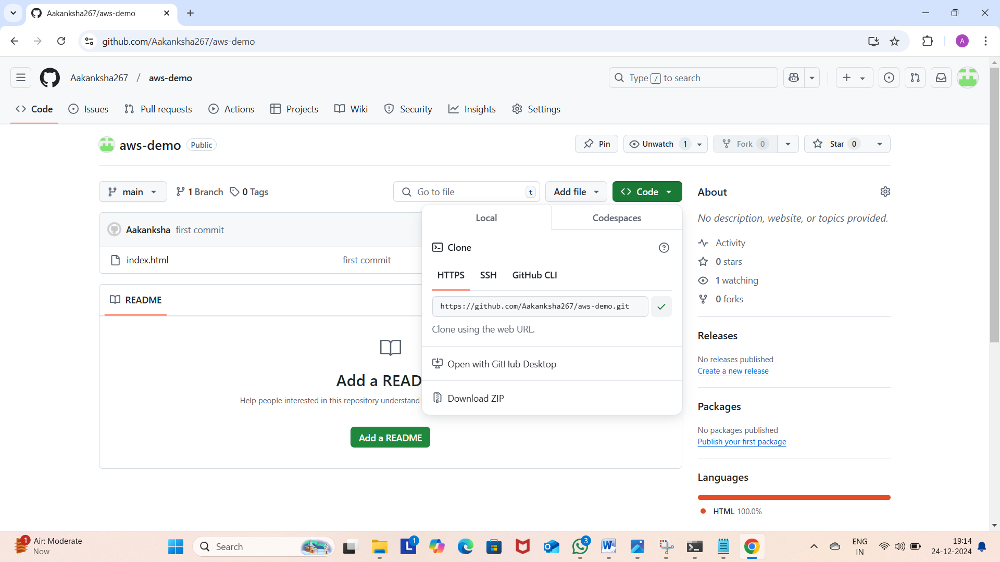 Aakanksha267/aws-demo
github.com/Aakanksha267/aws-demo
A
Aakanksha267 / aws-demo
Type / to search
Code Issues Pull requests Actions Projects Wiki Security Insights Settings
aws-demo Public
Pin Unwatch 1 Fork 0 Star 0
main 1 Branch 0 Tags
Go to file t Add file Code
Aakanksha first commit
index.html first commit
README
Add a READ
Help people interested in this repository understand
Add a README
Local Codespaces
Clone
HTTPS SSH GitHub CLI
https://github.com/Aakanksha267/aws-demo.git
Clone using the web URL.
Open with GitHub Desktop
Download ZIP
About
No description, website, or topics provided.
Activity
0 stars
1 watching
0 forks
Releases
No releases published
Create a new release
Packages
No packages published
Publish your first package
Languages
HTML 100.0%
1
Air: Moderate
Now
Search
L 1
3
W
ENG
IN
19:14
24-12-2024